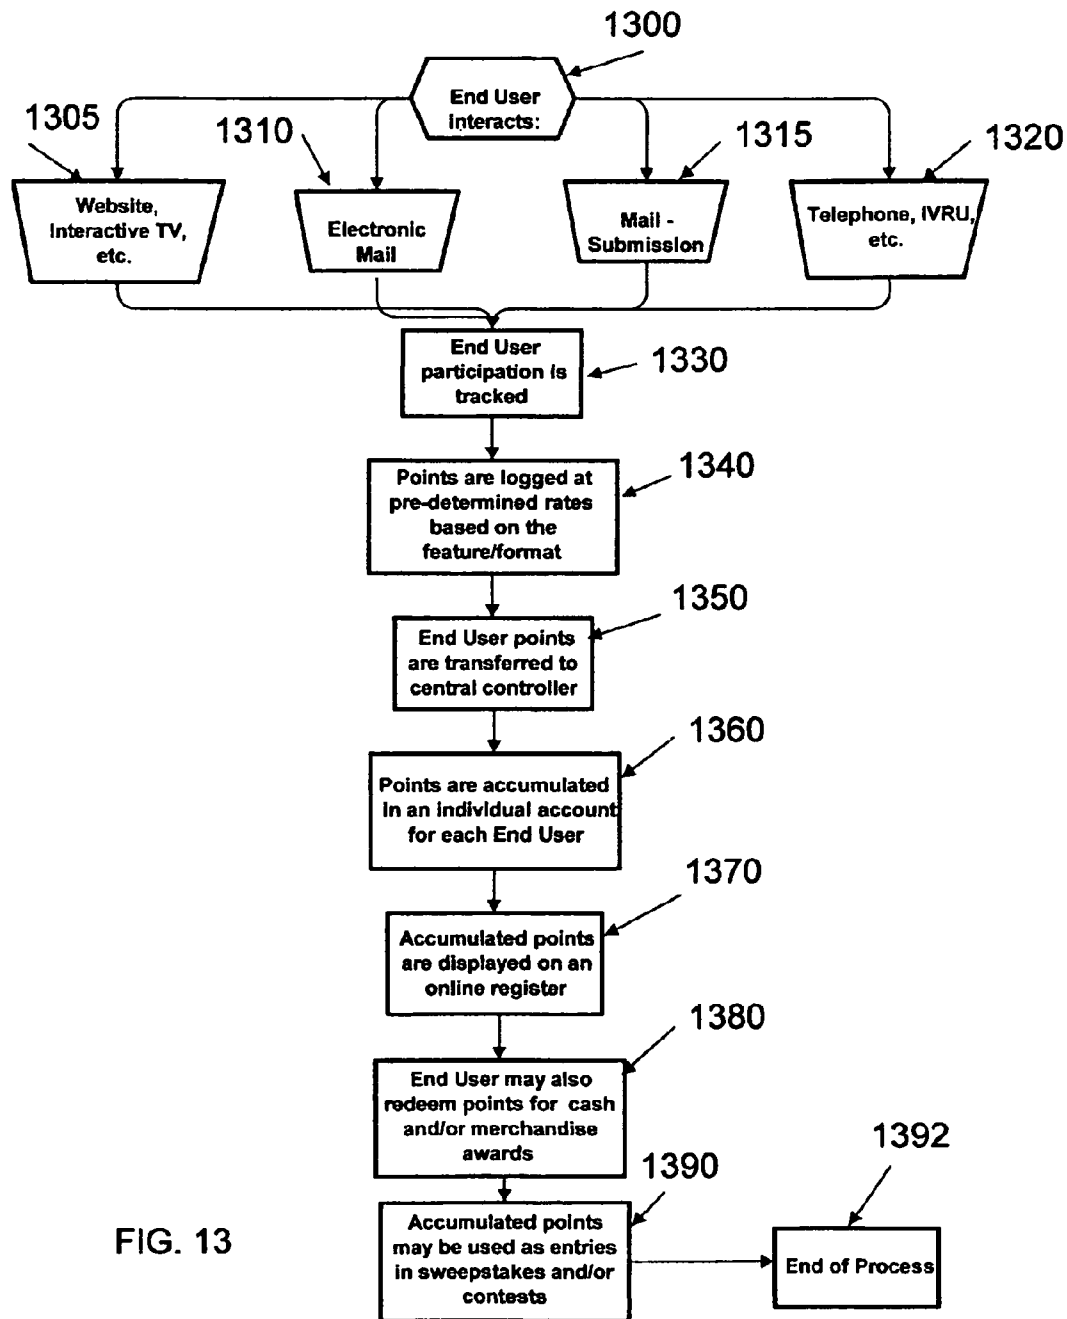 1300
End User
interacts:
1305
1310
1315
1320
Website,
Interactive TV,
etc.
Electronic
Mail
Mail -
Submission
Telephone, IVRU,
etc.
End User
participation is
tracked
1330
Points are logged at
pre-determined rates
based on the
feature/format
1340
End User points
are transferred to
central controller
1350
Points are accumulated
in an individual account
for each End User
1360
Accumulated points
are displayed on an
online register
1370
End User may also
redeem points for cash
and/or merchandise
awards
1380
Accumulated points
may be used as entries
in sweepstakes and/or
contests
1390
1392
End of Process
FIG. 13